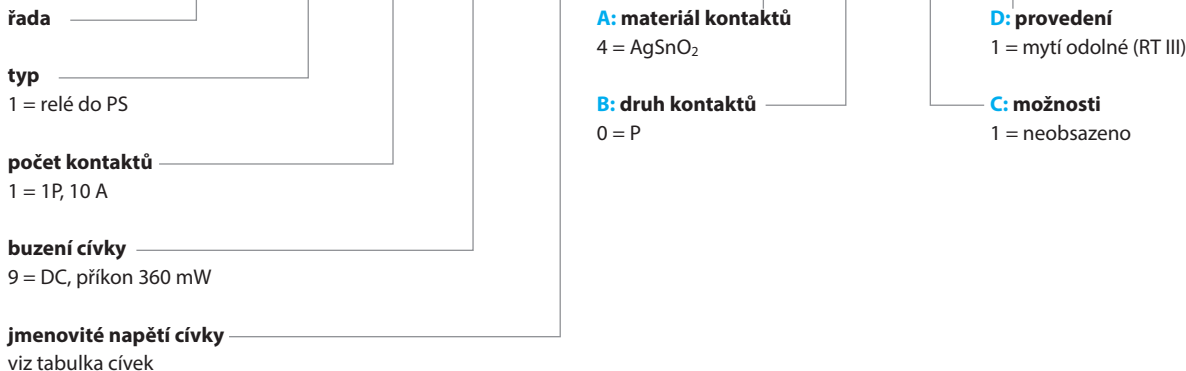 řada
typ
1 = relé do PS
počet kontaktů
1 = 1P, 10 A
buzení cívky
9 = DC, příkon 360 mW
jmenovité napětí cívky
viz tabulka cívek
A: materiál kontaktů
4 = AgSnO₂
B: druh kontaktů
0 = P
D: provedení
1 = mytí odolné (RT III)
C: možnosti
1 = neobsazeno